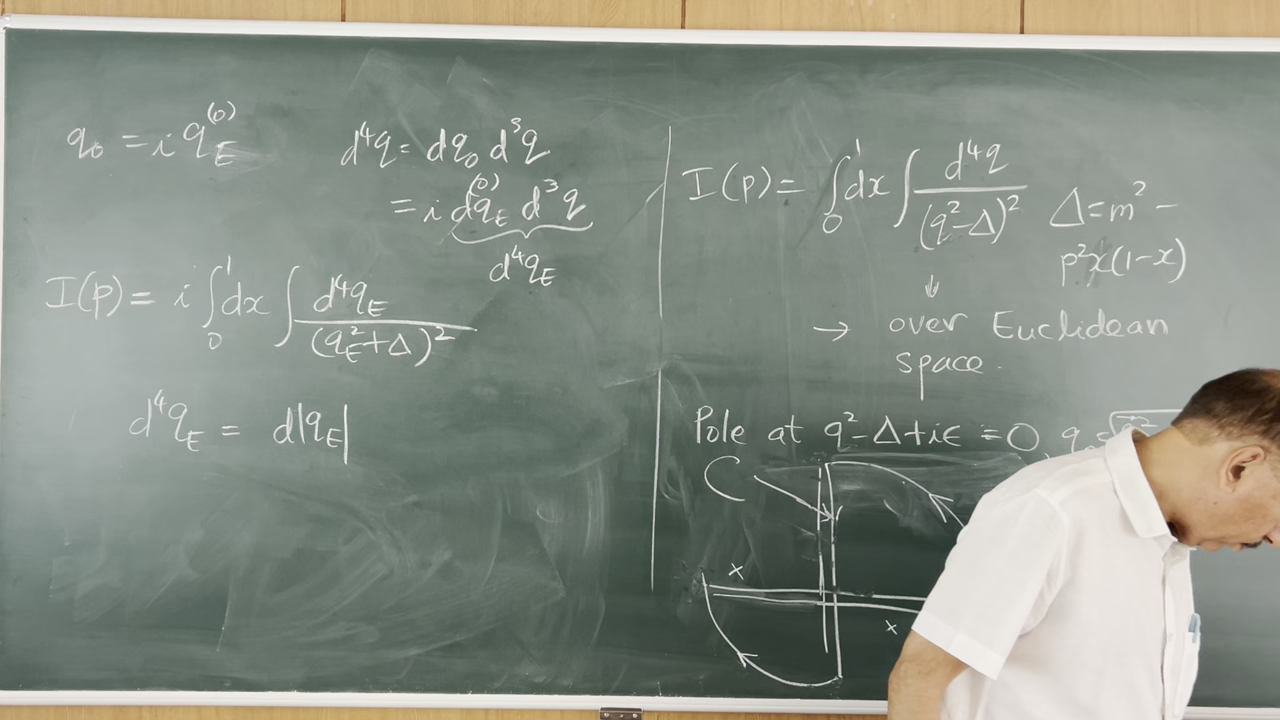 q₀ = i q_E^(0)
d⁴q = dq₀ d³q
= i dq_E^(0) d³q
d⁴q_E
I(p) = i ∫₀¹ dx ∫ d⁴q_E / (q_E² + Δ)²
d⁴q_E = d|q_E|
I(p) = ∫₀¹ dx ∫ d⁴q / (q² - Δ)²
Δ = m² -
p²x(1-x)
↓
→ over Euclidean
space.
Pole at q² - Δ + iϵ = 0,
C
x
x